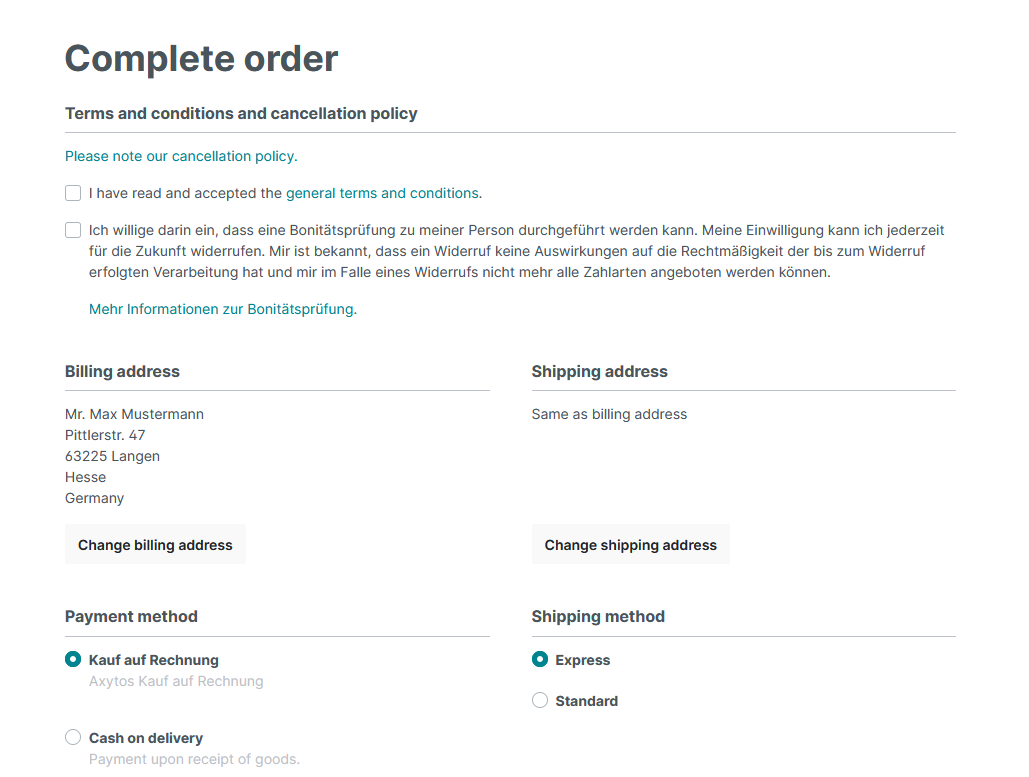 Complete order
Terms and conditions and cancellation policy
Please note our cancellation policy.
I have read and accepted the general terms and conditions.
Ich willige darin ein, dass eine Bonitätsprüfung zu meiner Person durchgeführt werden kann. Meine Einwilligung kann ich jederzeit
für die Zukunft widerrufen. Mir ist bekannt, dass ein Widerruf keine Auswirkungen auf die Rechtmäßigkeit der bis zum Widerruf
erfolgten Verarbeitung hat und mir im Falle eines Widerrufs nicht mehr alle Zahlarten angeboten werden können.
Mehr Informationen zur Bonitätsprüfung.
Billing address
Mr. Max Mustermann
Pittlerstr. 47
63225 Langen
Hesse
Germany
Change billing address
Shipping address
Same as billing address
Change shipping address
Payment method
Kauf auf Rechnung
Axytos Kauf auf Rechnung
Cash on delivery
Payment upon receipt of goods.
Shipping method
Express
Standard